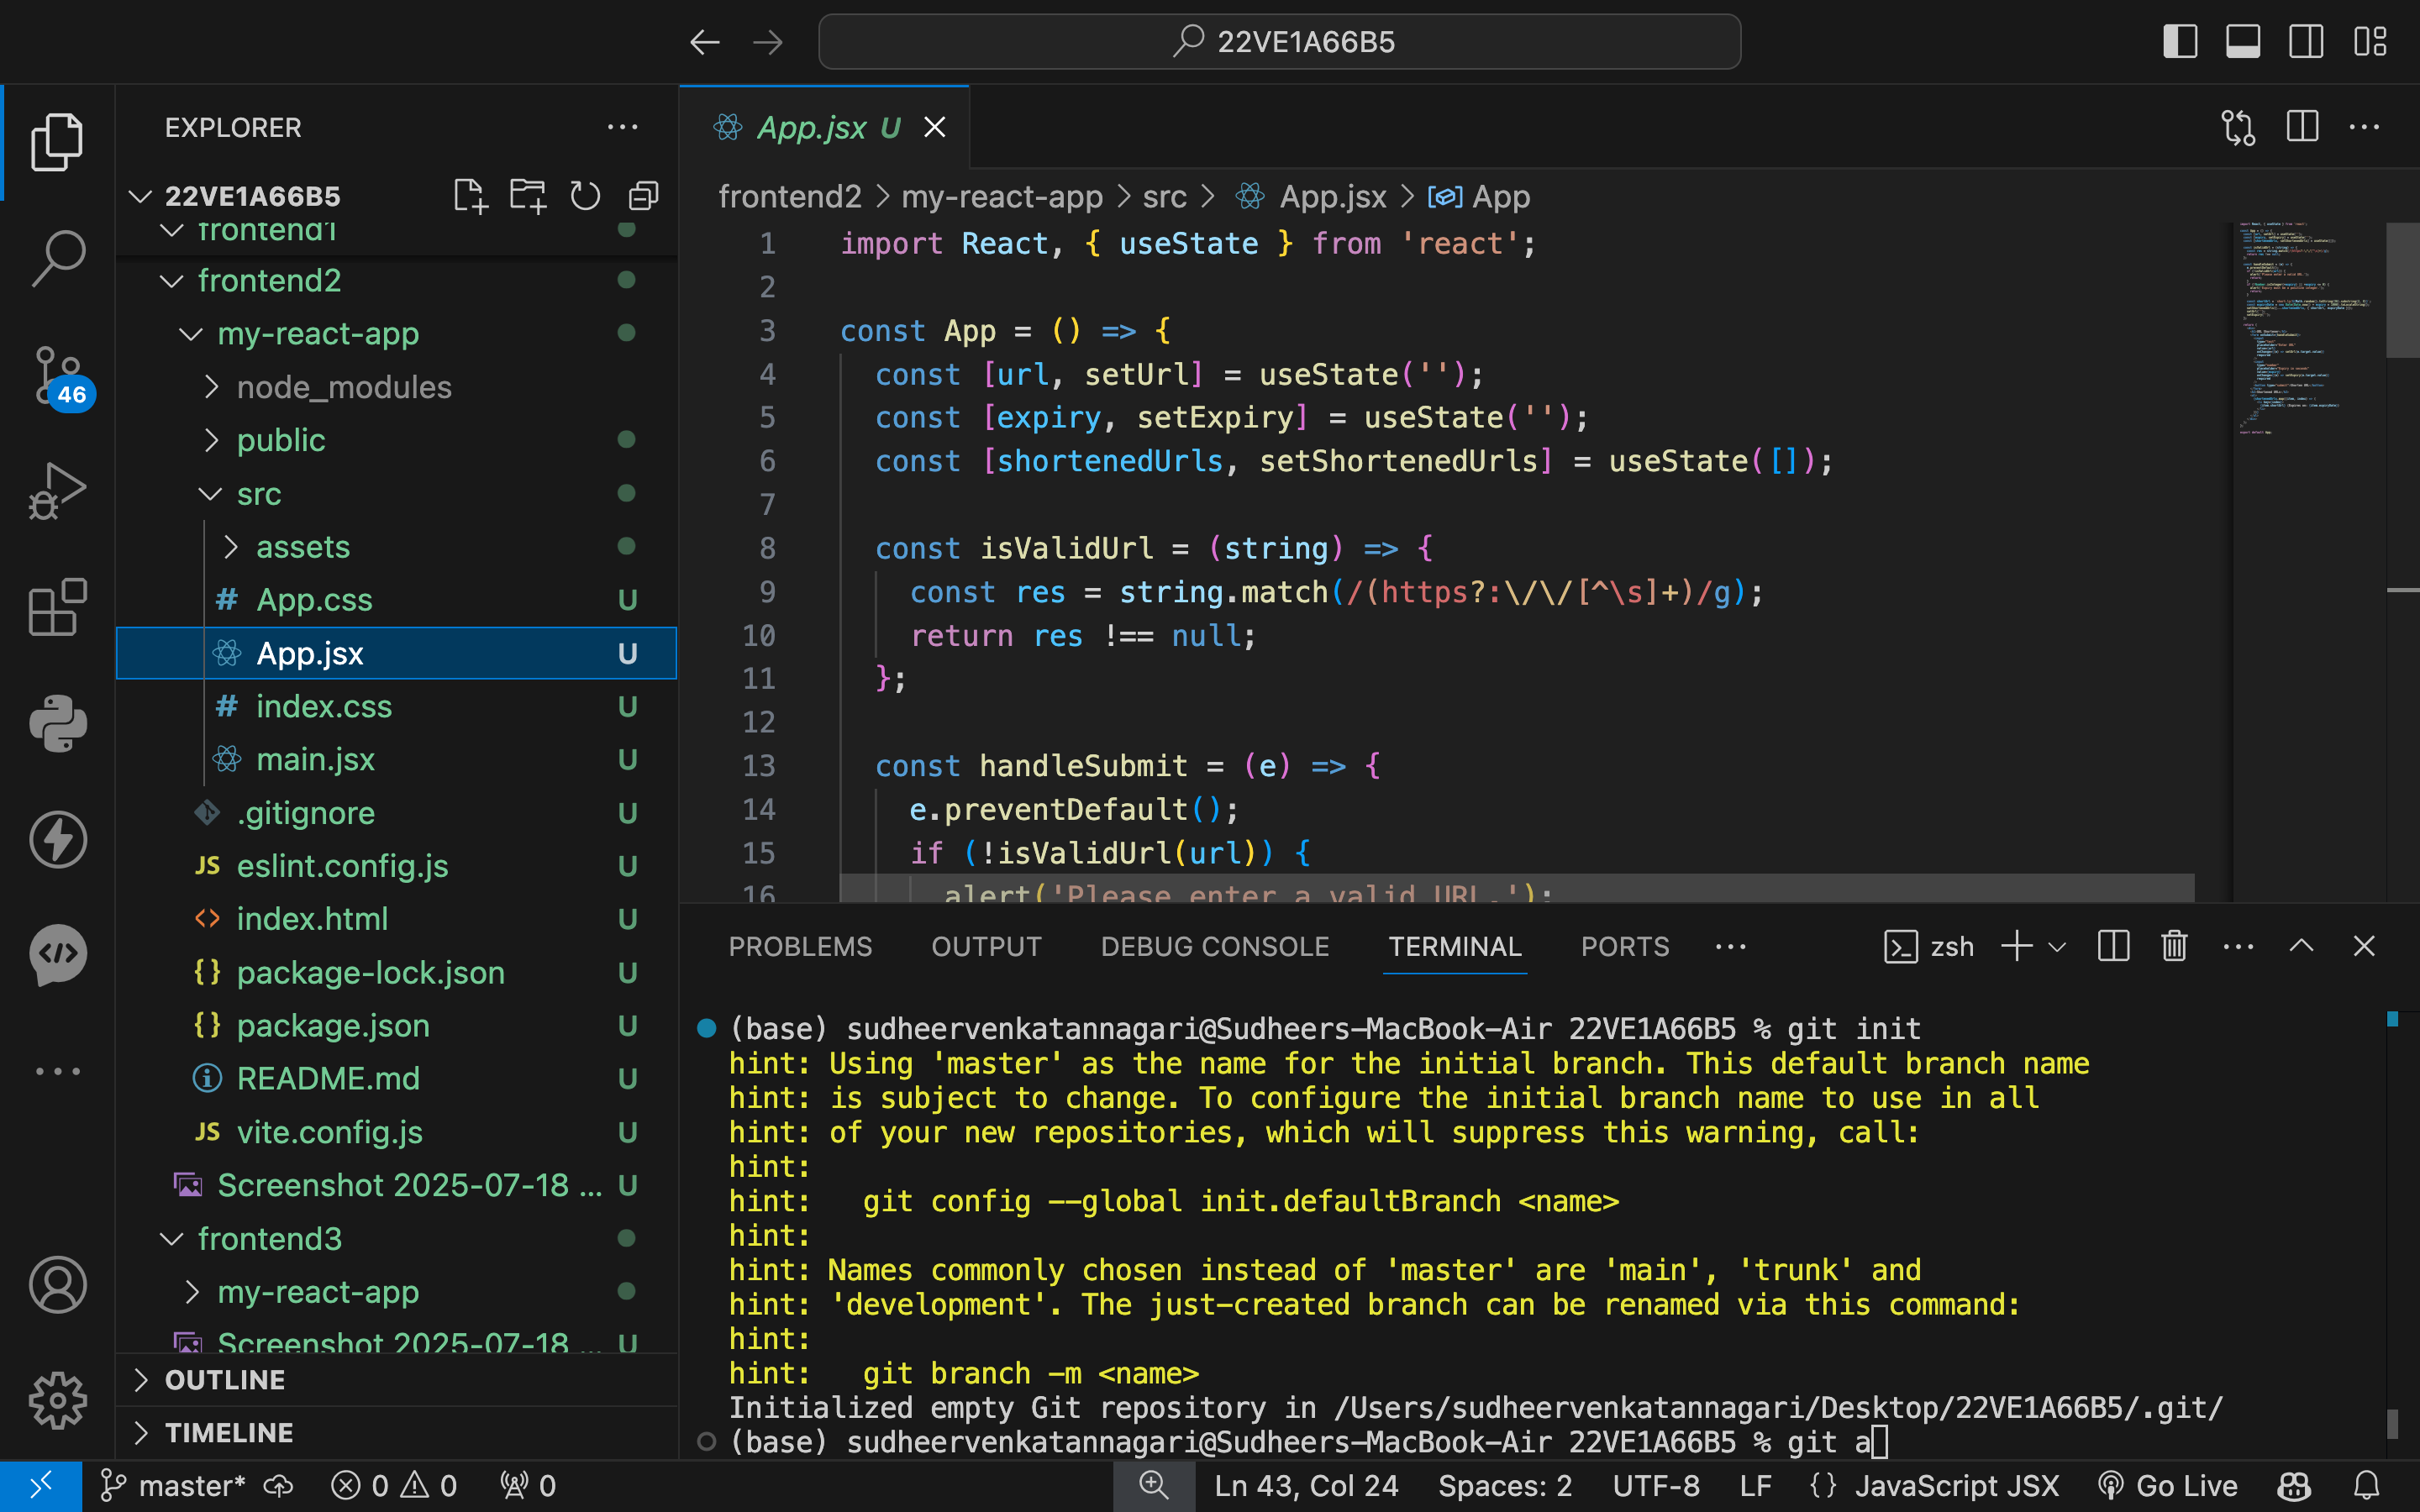 22VE1A66B5
EXPLORER
22VE1A66B5
frontend1
frontend2
my-react-app
node_modules
public
src
assets
# App.css U
App.jsx U
# index.css U
main.jsx U
.gitignore U
JS eslint.config.js U
<> index.html U
{} package-lock.json U
{} package.json U
README.md U
JS vite.config.js U
Screenshot 2025-07-18 ... U
frontend3
my-react-app
Screenshot 2025-07-18 ... U
OUTLINE
TIMELINE
46
App.jsx U
frontend2 > my-react-app > src > App.jsx > App
1 import React, { useState } from 'react';
2
3 const App = () => {
4 const [url, setUrl] = useState('');
5 const [expiry, setExpiry] = useState('');
6 const [shortenedUrls, setShortenedUrls] = useState([]);
7
8 const isValidUrl = (string) => {
9 const res = string.match(/(https?:\/\/[^\s]+)/g);
10 return res !== null;
11 };
12
13 const handleSubmit = (e) => {
14 e.preventDefault();
15 if (!isValidUrl(url)) {
16 alert('Please enter a valid URL.');
PROBLEMS OUTPUT DEBUG CONSOLE TERMINAL PORTS
zsh
(base) sudheervenkatannagari@Sudheers-MacBook-Air 22VE1A66B5 % git init
hint: Using 'master' as the name for the initial branch. This default branch name
hint: is subject to change. To configure the initial branch name to use in all
hint: of your new repositories, which will suppress this warning, call:
hint:
hint: git config --global init.defaultBranch <name>
hint:
hint: Names commonly chosen instead of 'master' are 'main', 'trunk' and
hint: 'development'. The just-created branch can be renamed via this command:
hint:
hint: git branch -m <name>
Initialized empty Git repository in /Users/sudheervenkatannagari/Desktop/22VE1A66B5/.git/
(base) sudheervenkatannagari@Sudheers-MacBook-Air 22VE1A66B5 % git a
master* 0 0 0 Ln 43, Col 24 Spaces: 2 UTF-8 LF {} JavaScript JSX Go Live